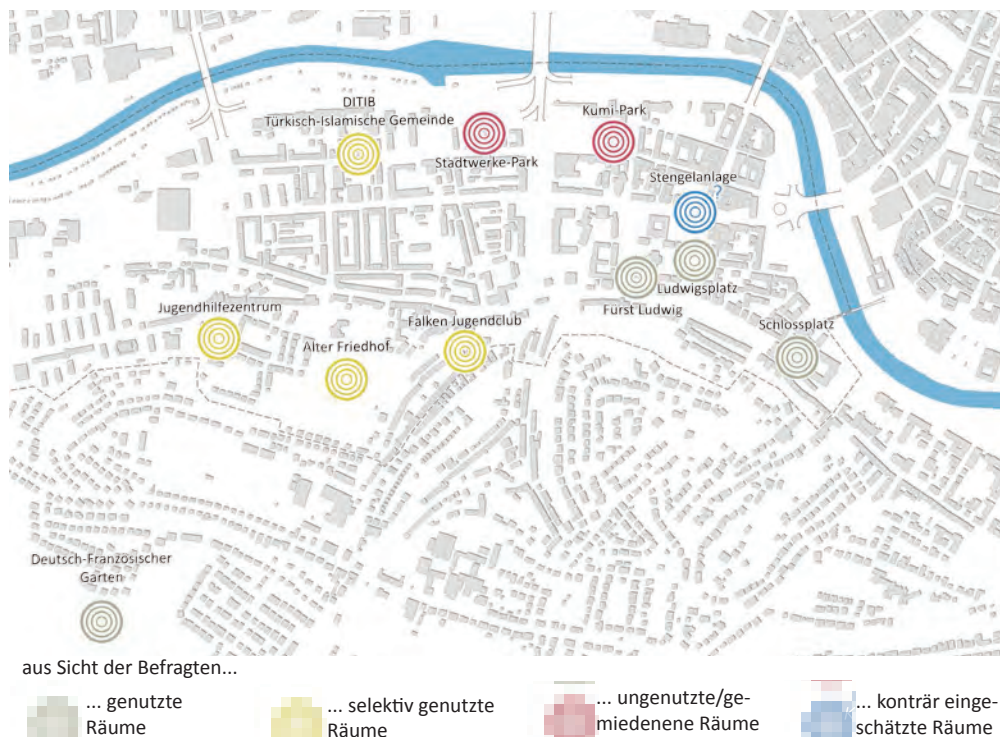 DITIB
Türkisch-Islamische Gemeinde
Kumi-Park
Stadtwerke-Park
Stengelanlage
?
Ludwigsplatz
Fürst Ludwig
Jugendhilfezentrum
Falken Jugendclub
Schlossplatz
Alter Friedhof
Deutsch-Französischer
Garten
aus Sicht der Befragten...
... genutzte
Räume
... selektiv genutzte
Räume
... ungenutzte/ge-
miedenene Räume
... konträr einge-
schätzte Räume